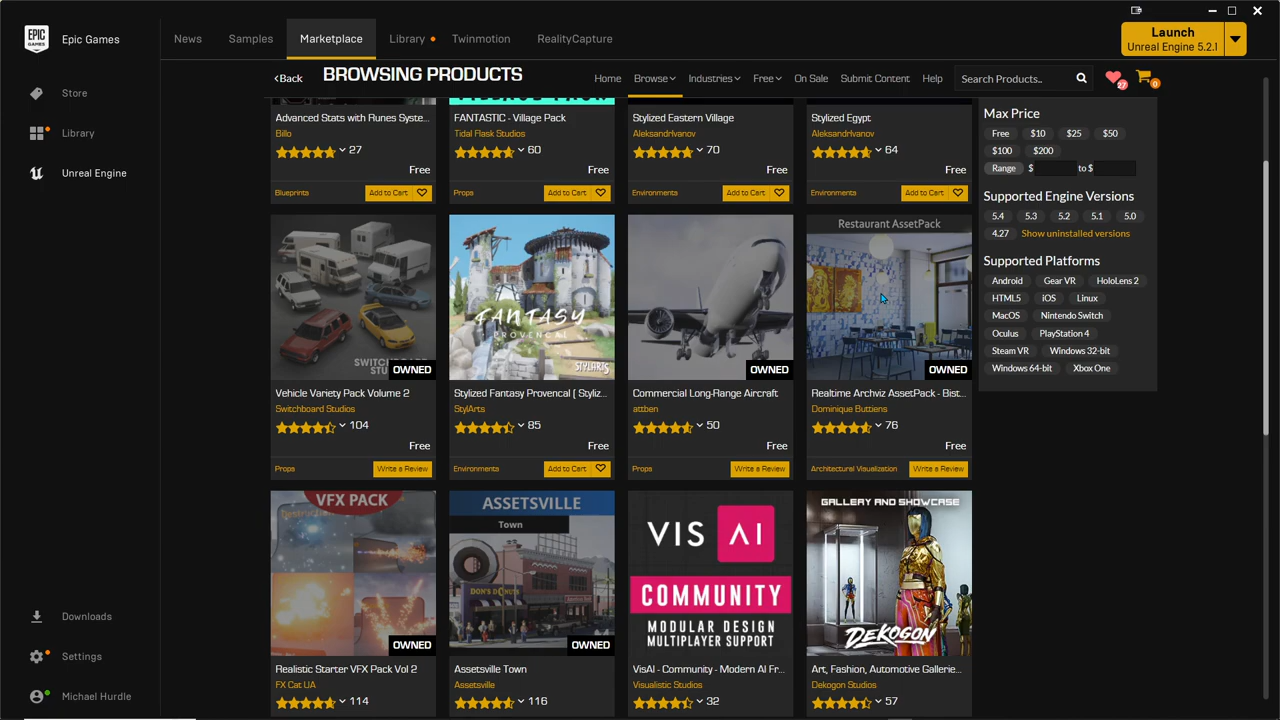 EPIC GAMES
Epic Games
News
Samples
Marketplace
Library
Twinmotion
RealityCapture
Launch
Unreal Engine 5.2.1
Store
Library
Unreal Engine
Downloads
Settings
Michael Hurdle
Back
BROWSING PRODUCTS
Home
Browse
Industries
Free
On Sale
Submit Content
Help
Search Products..
27
0
Advanced Stats with Runes Syste...
Billo
27
Free
Blueprints
Add to Cart
FANTASTIC - Village Pack
Tidal Flask Studios
60
Free
Props
Add to Cart
Stylized Eastern Village
AleksandrIvanov
70
Free
Environments
Add to Cart
Stylized Egypt
AleksandrIvanov
64
Free
Environments
Add to Cart
OWNED
Vehicle Variety Pack Volume 2
Switchboard Studios
104
Free
Props
Write a Review
FANTASY
PROVENCAL
STYLARTS
Stylized Fantasy Provencal ( Styliz...
StylArts
85
Free
Environments
Add to Cart
OWNED
Commercial Long-Range Aircraft
attben
50
Free
Props
Write a Review
Restaurant AssetPack
OWNED
Realtime Archviz AssetPack - Bist...
Dominique Buttiens
76
Free
Architectural Visualization
Write a Review
VFX PACK
OWNED
Realistic Starter VFX Pack Vol 2
FX Cat UA
114
ASSETSVILLE
Town
DON'S DONUTS
OWNED
Assetsville Town
Assetsville
116
VIS AI
COMMUNITY
MODULAR DESIGN
MULTIPLAYER SUPPORT
VisAI - Community - Modern AI Fr...
Visualistic Studios
32
GALLERY AND SHOWCASE
DEKOGON
Art, Fashion, Automotive Gallerie...
Dekogon Studios
57
Max Price
Free
$10
$25
$50
$100
$200
Range
$
to $
Supported Engine Versions
5.4
5.3
5.2
5.1
5.0
4.27
Show uninstalled versions
Supported Platforms
Android
Gear VR
HoloLens 2
HTML5
iOS
Linux
MacOS
Nintendo Switch
Oculus
PlayStation 4
Steam VR
Windows 32-bit
Windows 64-bit
Xbox One